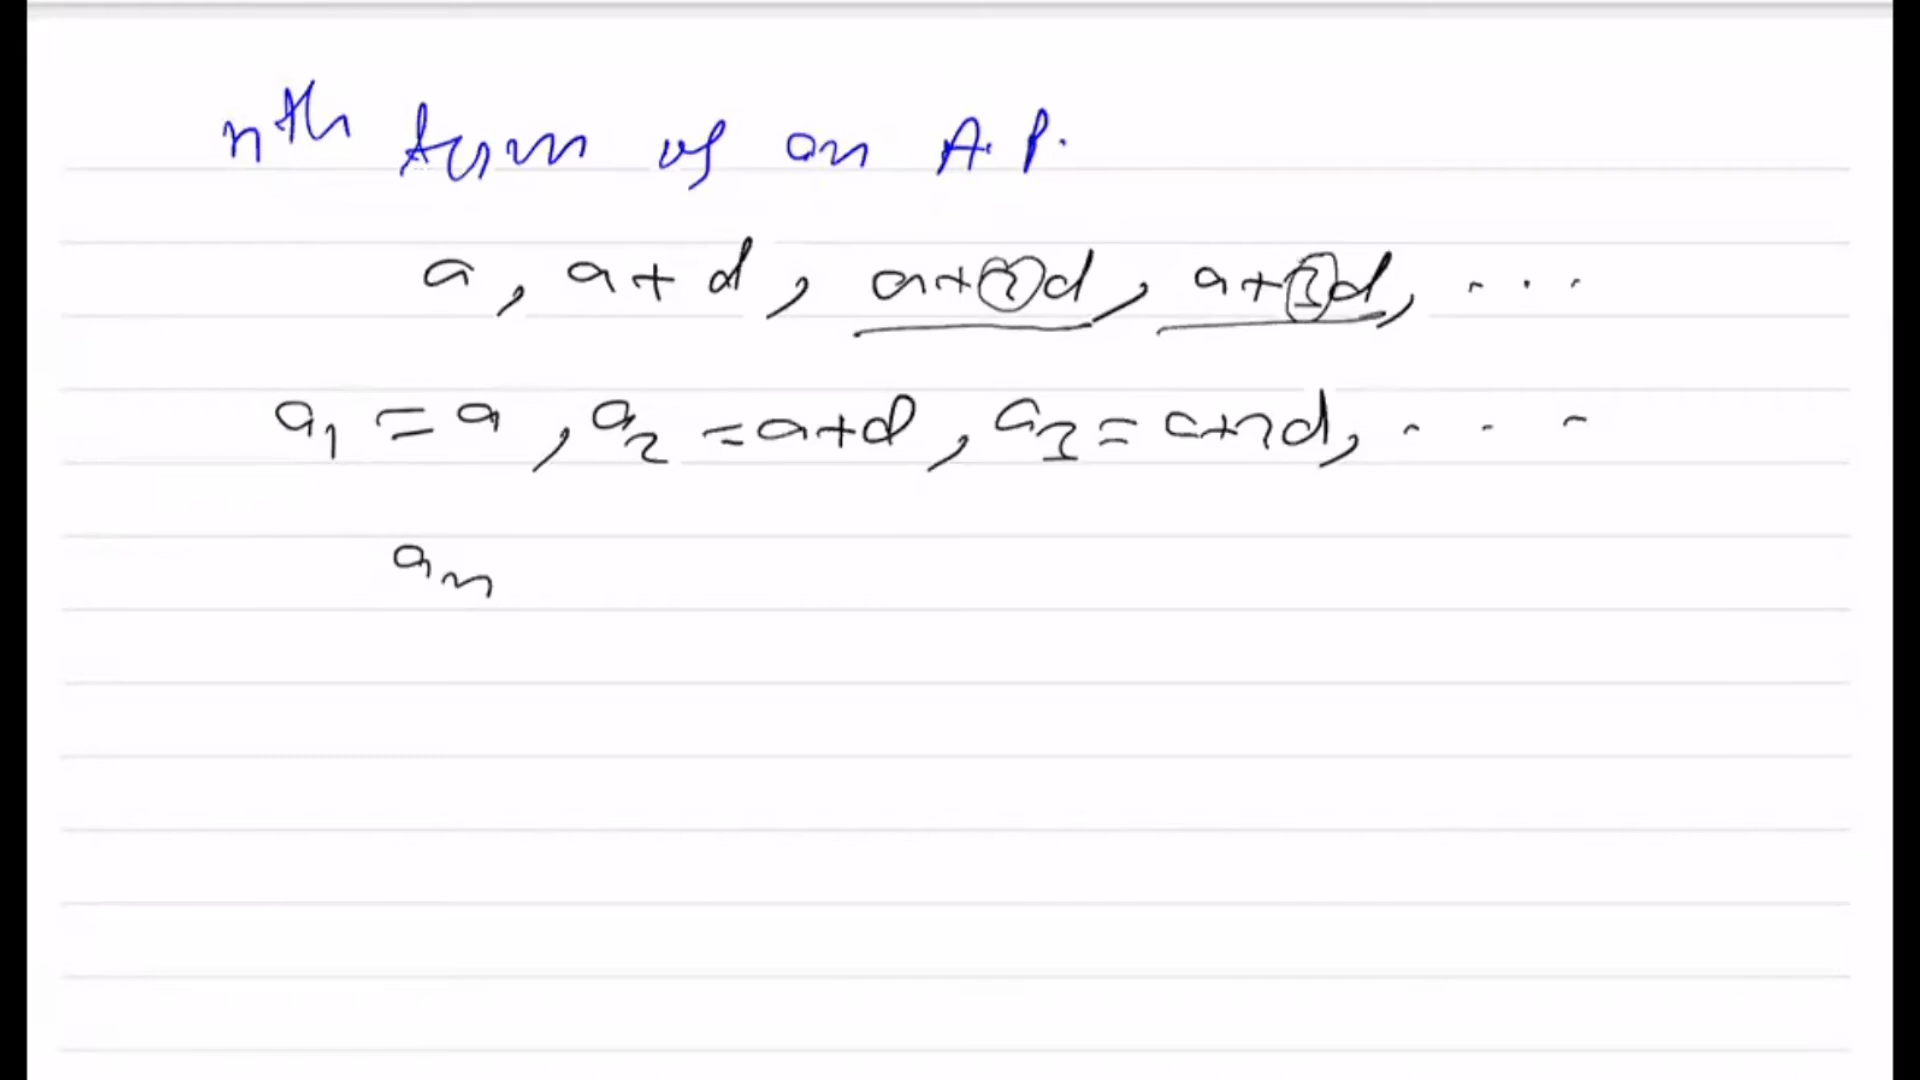 nth term of an A.P.
a, a+d, a+2d, a+3d, ...
a1 = a, a2 = a+d, a3 = a+2d, ...
an